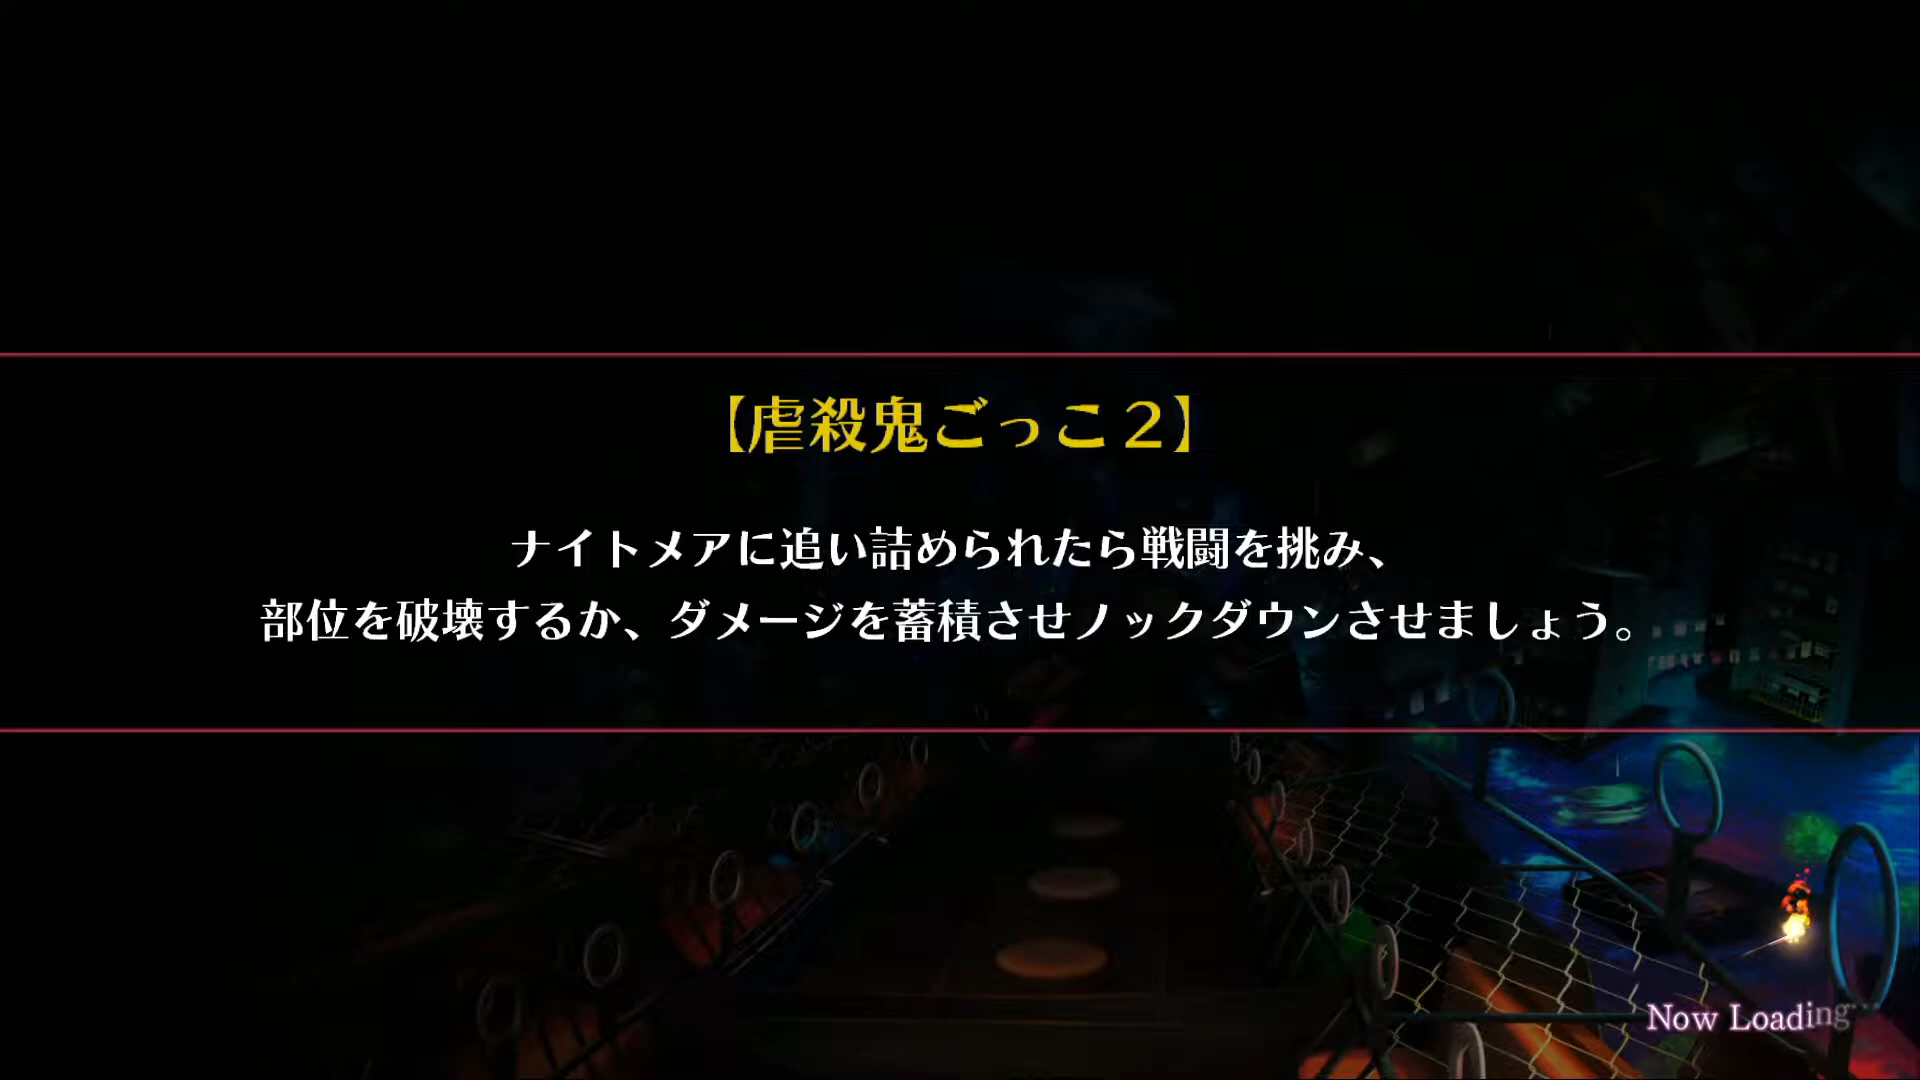 【虐殺鬼ごっこ２】
ナイトメアに追い詰められたら戦闘を挑み、
部位を破壊するか、ダメージを蓄積させノックダウンさせましょう。
Now Loading...